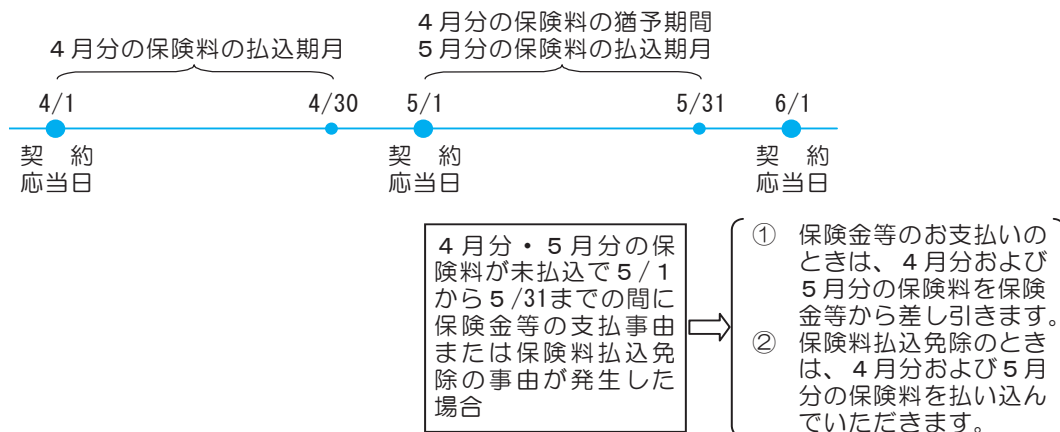 4月分の保険料の払込期月
4月分の保険料の猶予期間
5月分の保険料の払込期月
4/1
4/30
5/1
5/31
6/1
契 約
応当日
契 約
応当日
契 約
応当日
4月分・5月分の保
険料が未払込で5/1
から5/31までの間に
保険金等の支払事由
または保険料払込免
除の事由が発生した
場合
① 保険金等のお支払いの
ときは、4月分および
5月分の保険料を保険
金等から差し引きます。
② 保険料払込免除のとき
は、4月分および5月
分の保険料を払い込ん
でいただきます。